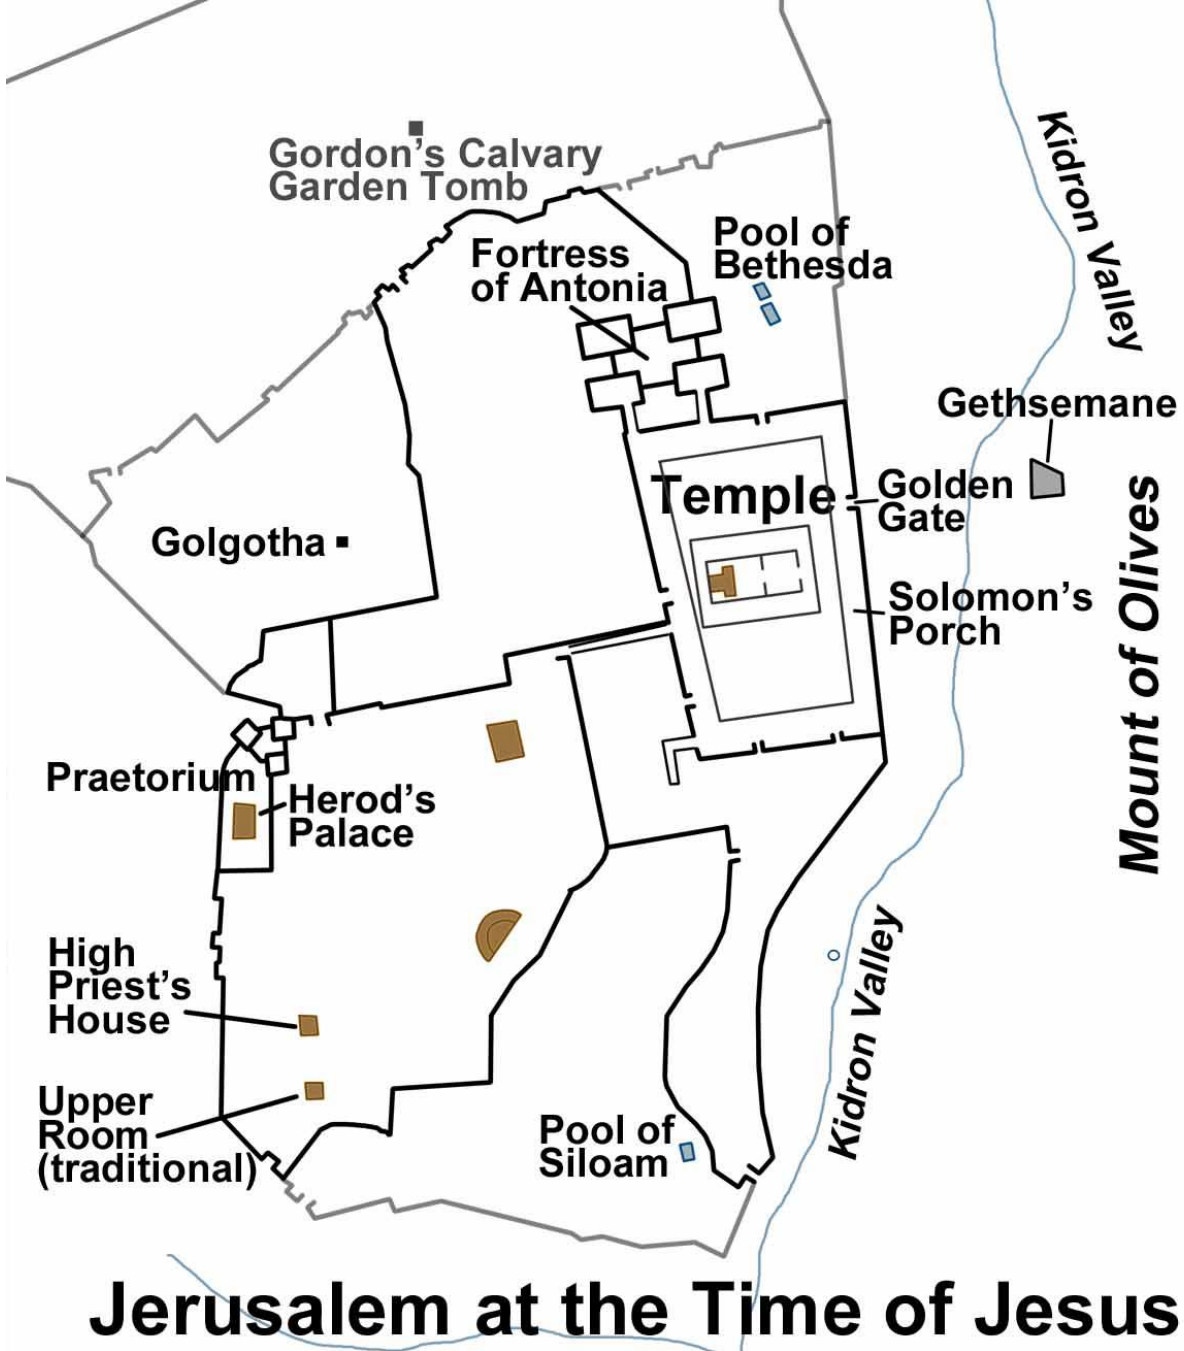 Gordon's Calvary
Garden Tomb
Kidron Valley
Pool of
Bethesda
Fortress
of Antonia
Gethsemane
Temple
Golden
Gate
Golgotha
Mount of Olives
Solomon's
Porch
Praetorium
Herod's
Palace
High
Priest's
House
Kidron Valley
Upper
Room
(traditional)
Pool of
Siloam
Jerusalem at the Time of Jesus